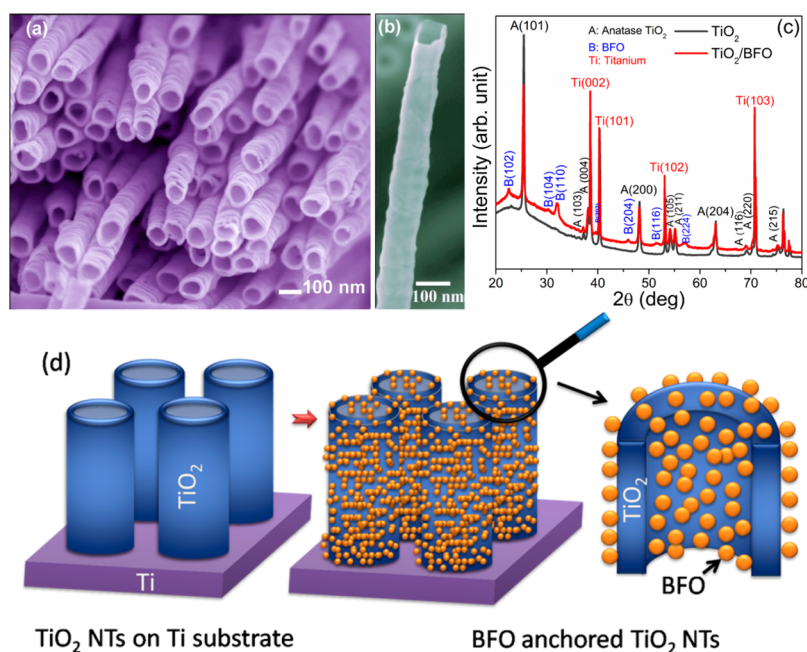 (a)
100 nm
(b)
100 nm
(c)
A(101)
A: Anatase TiO₂
B: BFO
Ti: Titanium
TiO₂
TiO₂/BFO
Intensity (arb. unit)
B(102)
B(104)
B(110)
A (103)
A (004)
Ti(002)
Ti(101)
A(200)
B(204)
B(116)
Ti(102)
A(105)
A(211)
B(224)
A(204)
A(116)
A(220)
Ti(103)
A(215)
20 30 40 50 60 70 80
2θ (deg)
(d)
TiO₂
Ti
TiO₂
BFO
TiO₂ NTs on Ti substrate
BFO anchored TiO₂ NTs